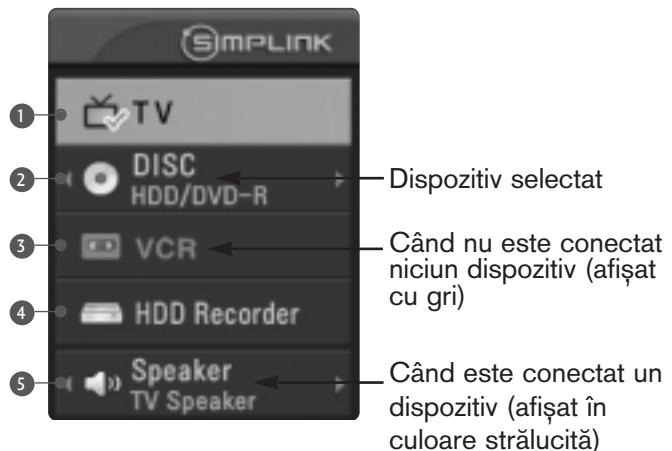 SIMPLINK
1 TV
2 DISC
HDD/DVD-R
Dispozitiv selectat
3 VCR
Când nu este conectat
niciun dispozitiv (afișat
cu gri)
4 HDD Recorder
5 Speaker
TV Speaker
Când este conectat un
dispozitiv (afișat în
culoare strălucită)